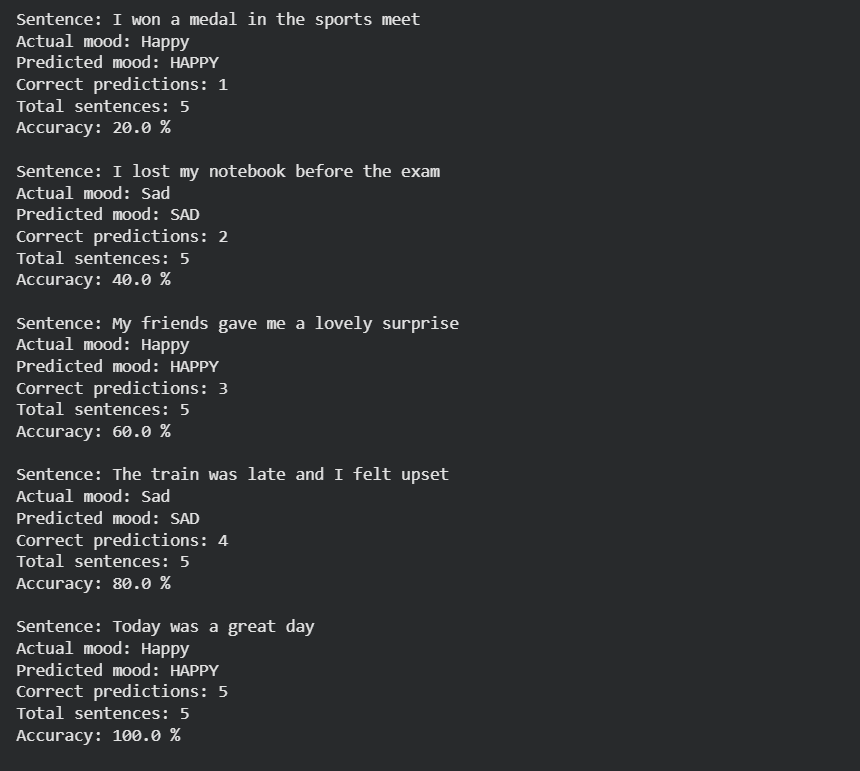 Sentence: I won a medal in the sports meet
Actual mood: Happy
Predicted mood: HAPPY
Correct predictions: 1
Total sentences: 5
Accuracy: 20.0 %
Sentence: I lost my notebook before the exam
Actual mood: Sad
Predicted mood: SAD
Correct predictions: 2
Total sentences: 5
Accuracy: 40.0 %
Sentence: My friends gave me a lovely surprise
Actual mood: Happy
Predicted mood: HAPPY
Correct predictions: 3
Total sentences: 5
Accuracy: 60.0 %
Sentence: The train was late and I felt upset
Actual mood: Sad
Predicted mood: SAD
Correct predictions: 4
Total sentences: 5
Accuracy: 80.0 %
Sentence: Today was a great day
Actual mood: Happy
Predicted mood: HAPPY
Correct predictions: 5
Total sentences: 5
Accuracy: 100.0 %